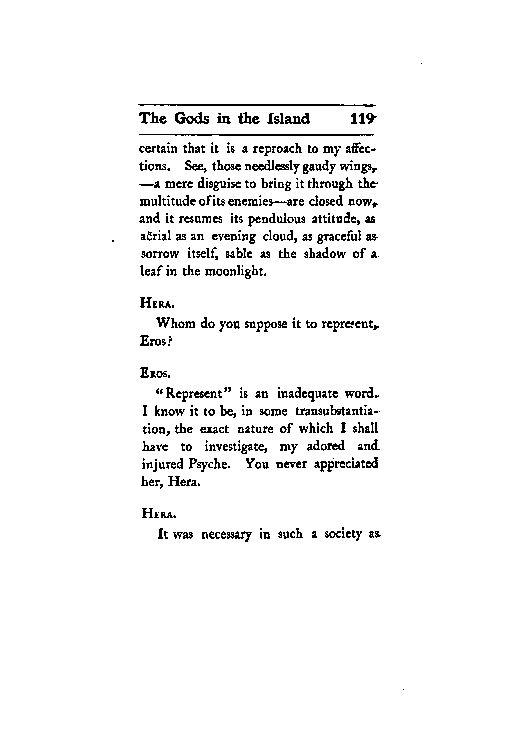 The Gods in the Island 119
certain that it is a reproach to my affec-
tions. See, those needlessly gaudy wings,
—a mere disguise to bring it through the
multitude of its enemies—are closed now,
and it resumes its pendulous attitude, as
aërial as an evening cloud, as graceful as
sorrow itself, sable as the shadow of a
leaf in the moonlight.
HERA.
Whom do you suppose it to represent,
Eros?
EROS.
"Represent" is an inadequate word.
I know it to be, in some transubstantia-
tion, the exact nature of which I shall
have to investigate, my adored and
injured Psyche. You never appreciated
her, Hera.
HERA.
It was necessary in such a society as